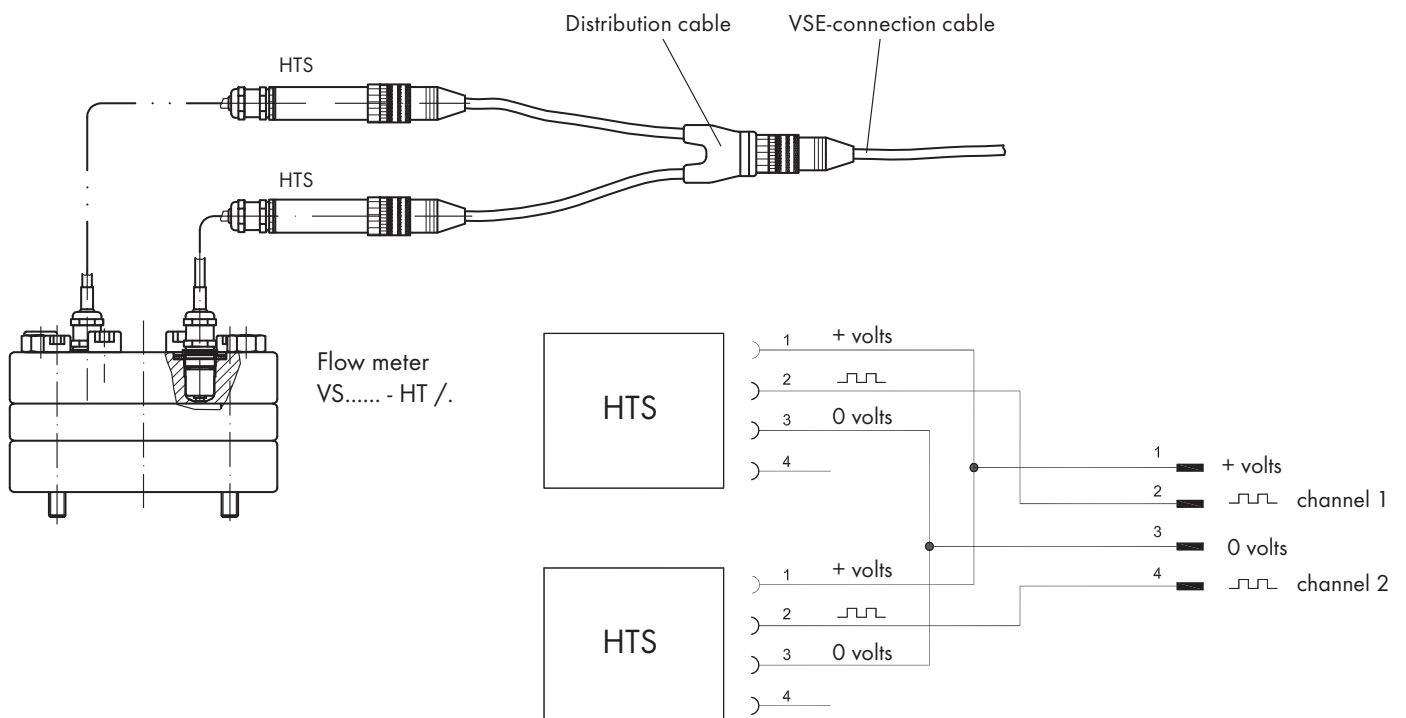 Distribution cable
VSE-connection cable
HTS
HTS
Flow meter
VS...... - HT /.
HTS
1 + volts
2
3 0 volts
4
1 + volts
2 channel 1
3 0 volts
4 channel 2
HTS
1 + volts
2
3 0 volts
4